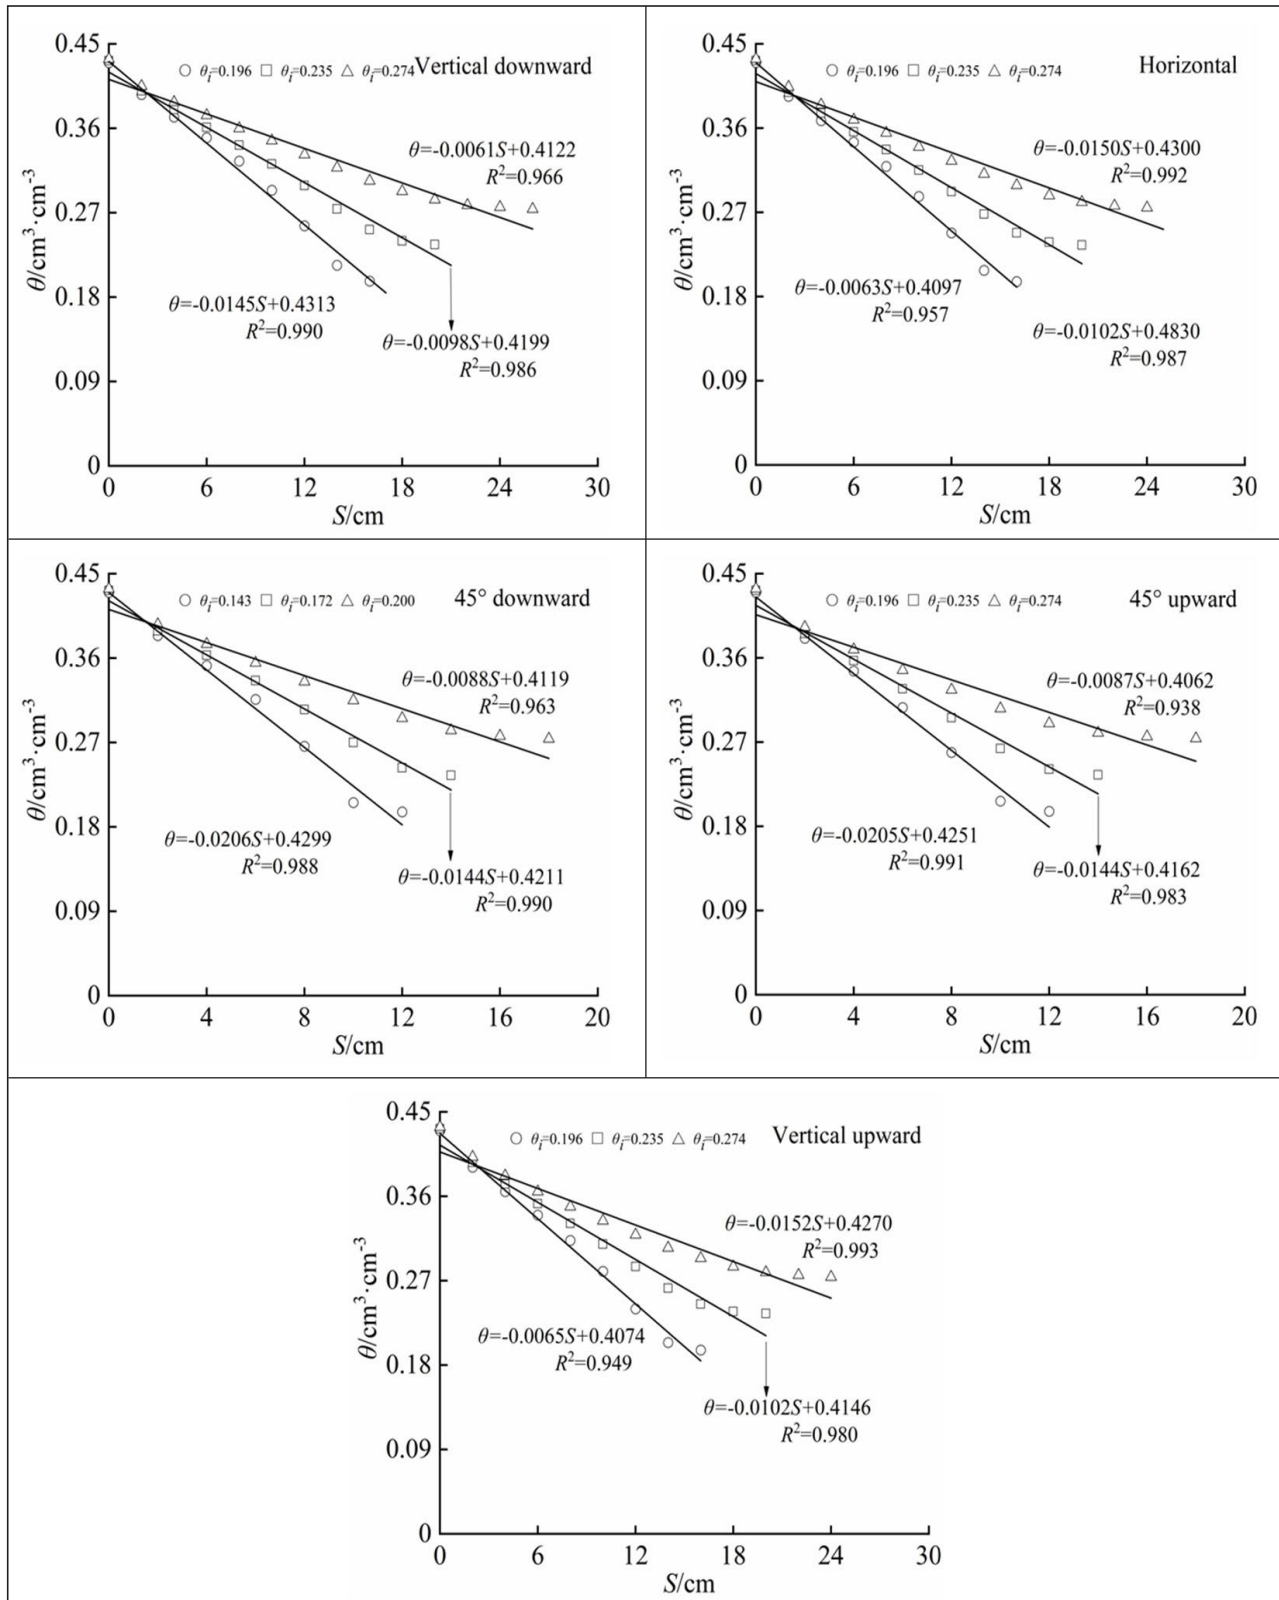 0.45
θi=0.196 θi=0.235 θi=0.274 Vertical downward
0.36
θ=-0.0061S+0.4122
R²=0.966
0.27
θ/cm³·cm⁻³
0.18
θ=-0.0145S+0.4313
R²=0.990
θ=-0.0098S+0.4199
R²=0.986
0.09
0
0 6 12 18 24 30
S/cm
0.45
θi=0.196 θi=0.235 θi=0.274 Horizontal
0.36
θ=-0.0150S+0.4300
R²=0.992
0.27
θ/cm³·cm⁻³
θ=-0.0063S+0.4097
0.18
R²=0.957
θ=-0.0102S+0.4830
R²=0.987
0.09
0
0 6 12 18 24 30
S/cm
0.45
θi=0.143 θi=0.172 θi=0.200 45° downward
0.36
θ=-0.0088S+0.4119
R²=0.963
0.27
θ/cm³·cm⁻³
0.18
θ=-0.0206S+0.4299
R²=0.988
θ=-0.0144S+0.4211
R²=0.990
0.09
0
0 4 8 12 16 20
S/cm
0.45
θi=0.196 θi=0.235 θi=0.274 45° upward
0.36
θ=-0.0087S+0.4062
R²=0.938
0.27
θ/cm³·cm⁻³
0.18
θ=-0.0205S+0.4251
R²=0.991
θ=-0.0144S+0.4162
R²=0.983
0.09
0
0 4 8 12 16 20
S/cm
0.45
θi=0.196 θi=0.235 θi=0.274 Vertical upward
0.36
θ=-0.0152S+0.4270
R²=0.993
0.27
θ/cm³·cm⁻³
θ=-0.0065S+0.4074
R²=0.949
0.18
θ=-0.0102S+0.4146
R²=0.980
0.09
0
0 6 12 18 24 30
S/cm